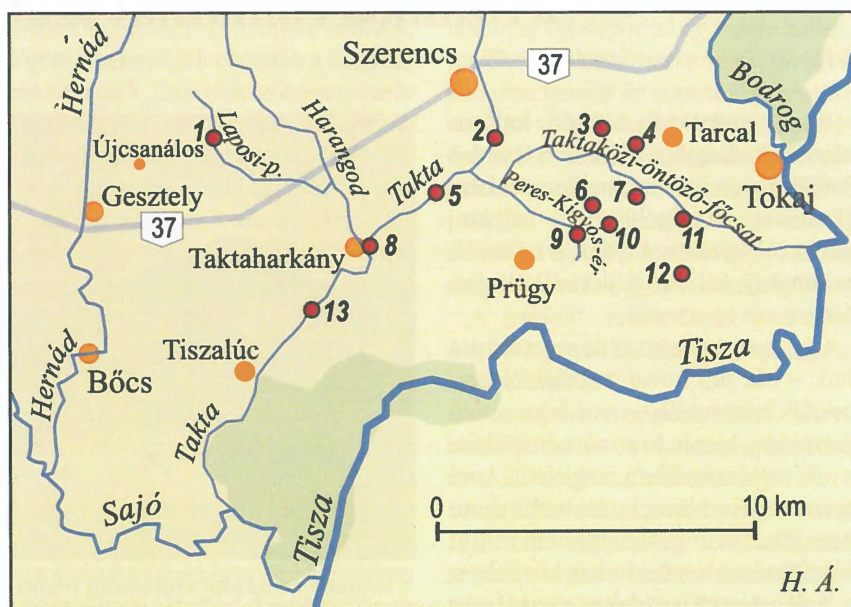 Hernád
Szerencs
37
Bodrog
Harangod
1
Laposi-p.
2
3
4
Tarcal
Újcsanálos
Taktaközi-öntöző-főcsat.
Tokaj
Takta
5
Gesztely
Peres-Kígyós-ér
6
7
37
8
9
10
11
Taktaharkány
Prügy
12
13
Hernád
Bőcs
Tiszalúc
Tisza
Takta
Sajó
Tisza
0
10 km
H. Á.